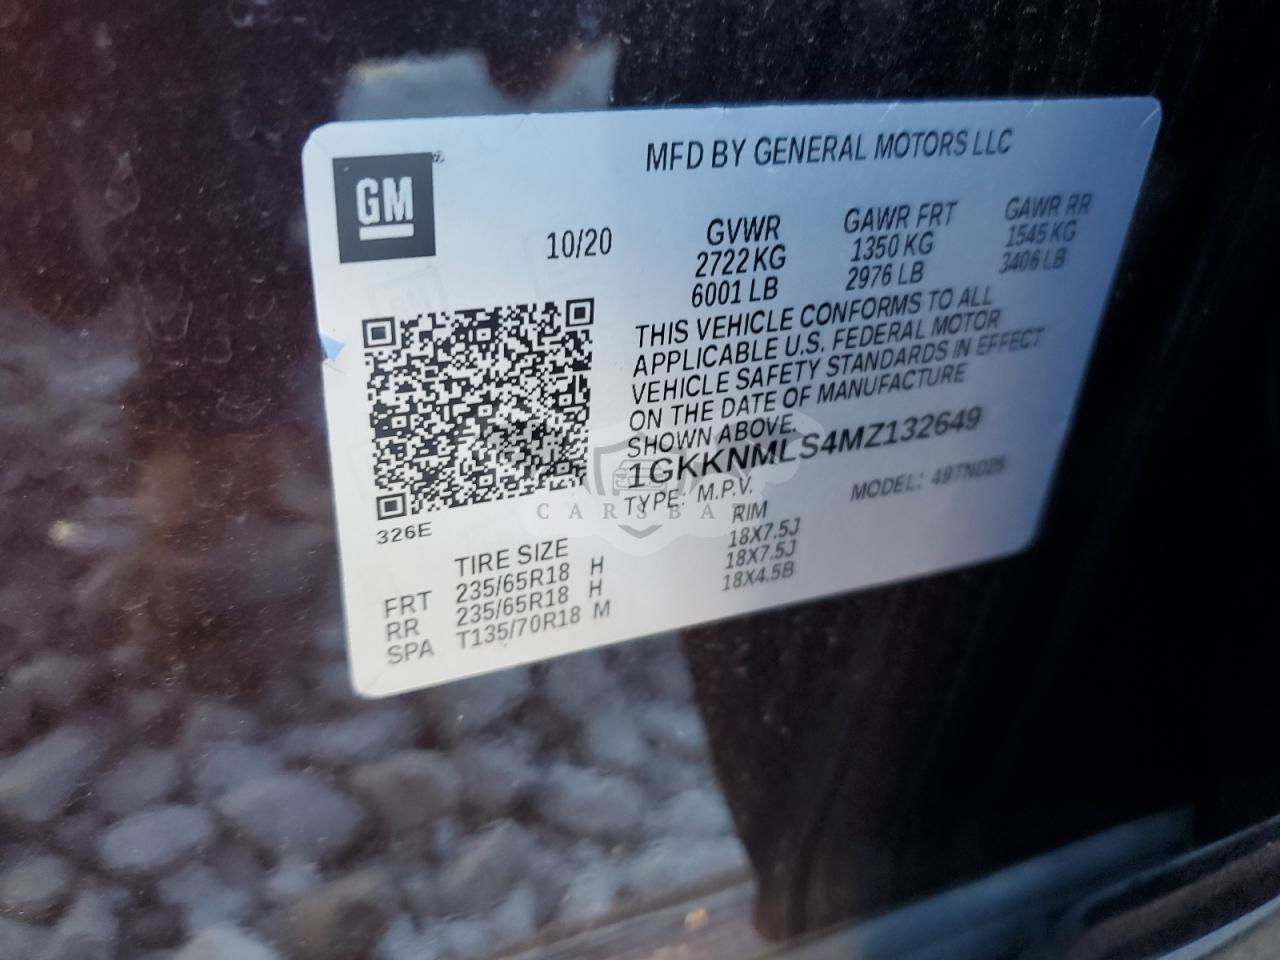 MFD BY GENERAL MOTORS LLC
GM
10/20
GVWR GAWR FRT GAWR RR
2722 KG 1350 KG 1545 KG
6001 LB 2976 LB 3406 LB
THIS VEHICLE CONFORMS TO ALL
APPLICABLE U.S. FEDERAL MOTOR
VEHICLE SAFETY STANDARDS IN EFFECT
ON THE DATE OF MANUFACTURE
SHOWN ABOVE.
1GKKNMLS4MZ132649
TYPE: M.P.V. MODEL: 49TNO26
326E
TIRE SIZE RIM
FRT 235/65R18 H 18X7.5J
RR 235/65R18 H 18X7.5J
SPA T135/70R18 M 18X4.5B